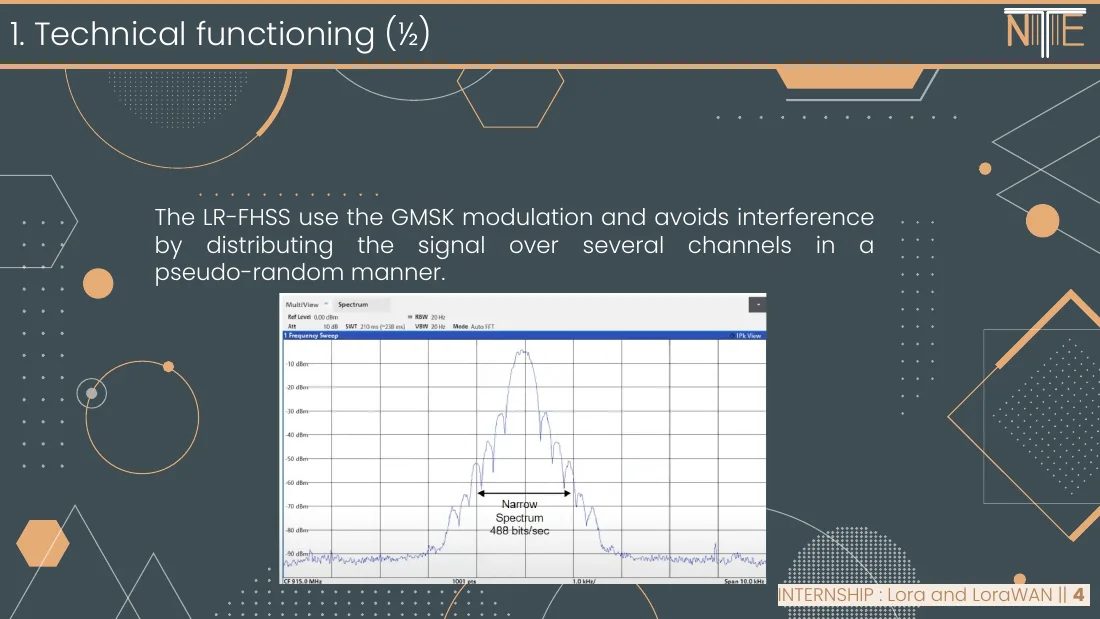 1. Technical functioning (½)
NTE
The LR-FHSS use the GMSK modulation and avoids interference
by distributing the signal over several channels in a
pseudo-random manner.
MultiView Spectrum
Ref Level 0.00 dBm RBW 20 Hz
Att 10 dB SWT 210 ms (~238 ms) VBW 20 Hz Mode Auto FFT
1 Frequency Sweep 1Pk View
-10 dBm
-20 dBm
-30 dBm
-40 dBm
-50 dBm
-60 dBm
-70 dBm
-80 dBm
-90 dBm
Narrow
Spectrum
488 bits/sec
CF 915.0 MHz 1001 pts 1.0 kHz/ Span 10.0 kHz
INTERNSHIP : Lora and LoraWAN || 4